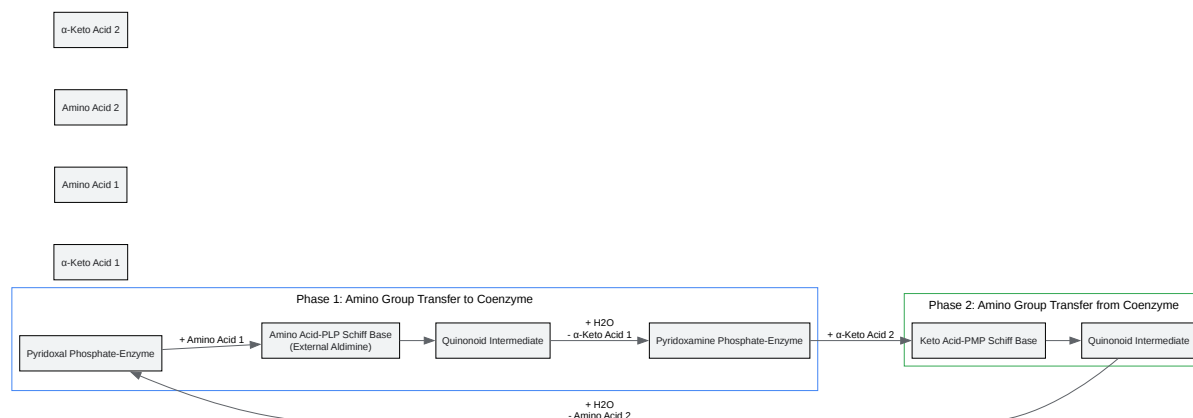 α-Keto Acid 2
Amino Acid 2
Amino Acid 1
α-Keto Acid 1
Phase 1: Amino Group Transfer to Coenzyme
Pyridoxal Phosphate-Enzyme
+ Amino Acid 1
Amino Acid-PLP Schiff Base
(External Aldimine)
Quinonoid Intermediate
+ H2O
- α-Keto Acid 1
Pyridoxamine Phosphate-Enzyme
+ α-Keto Acid 2
Phase 2: Amino Group Transfer from Coenzyme
Keto Acid-PMP Schiff Base
Quinonoid Intermediate
+ H2O
- Amino Acid 2